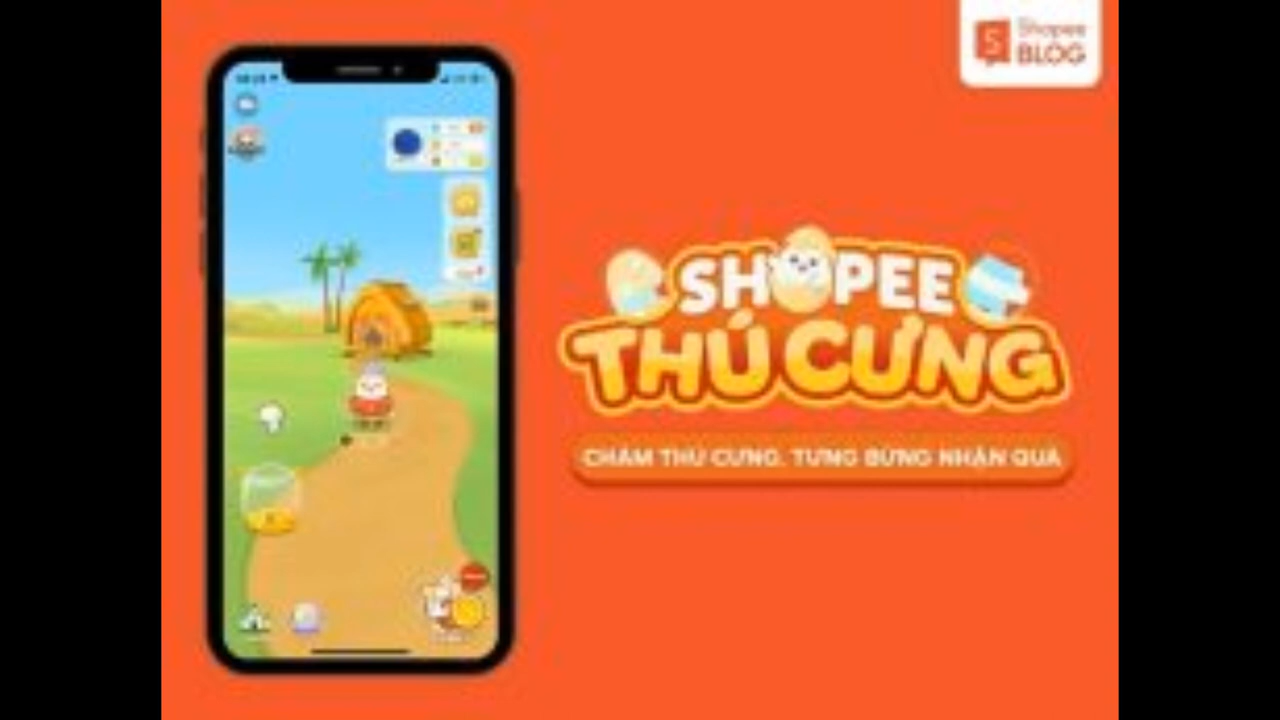 Shopee
BLOG
SHOPEE
THÚ CƯNG
CHĂM THÚ CƯNG, TƯNG BỪNG NHẬN QUÀ